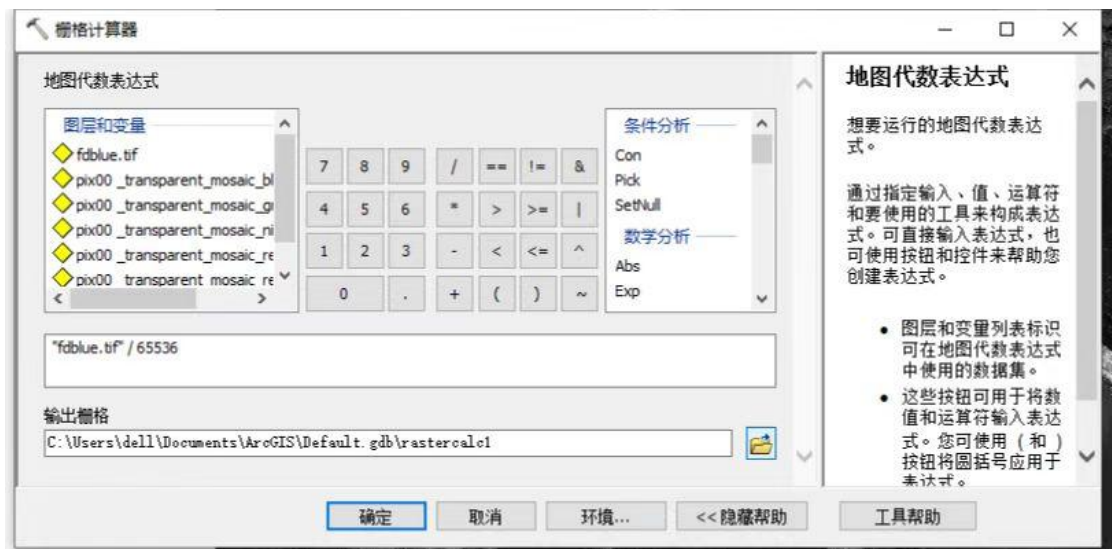 栅格计算器
地图代数表达式
图层和变量
fdblue.tif
pix00 _transparent_mosaic_bl
pix00 _transparent_mosaic_gr
pix00 _transparent_mosaic_ni
pix00 _transparent_mosaic_re
pix00 _transparent mosaic re
7 8 9 / == != &
4 5 6 * > >= |
1 2 3 - < <= ^
0 . + ( ) ~
条件分析
Con
Pick
SetNull
数学分析
Abs
Exp
"fdblue.tif" / 65536
输出栅格
C:\Users\dell\Documents\ArcGIS\Default.gdb\rastercalc1
确定
取消
环境...
<< 隐藏帮助
工具帮助
地图代数表达式
想要运行的地图代数表达
式。
通过指定输入、值、运算符
和要使用的工具来构成表达
式。可直接输入表达式，也
可使用按钮和控件来帮助您
创建表达式。
• 图层和变量列表标识
可在地图代数表达式
中使用的数据集。
• 这些按钮可用于将数
值和运算符输入表达
式。您可使用 ( 和 )
按钮将圆括号应用于
表达式。